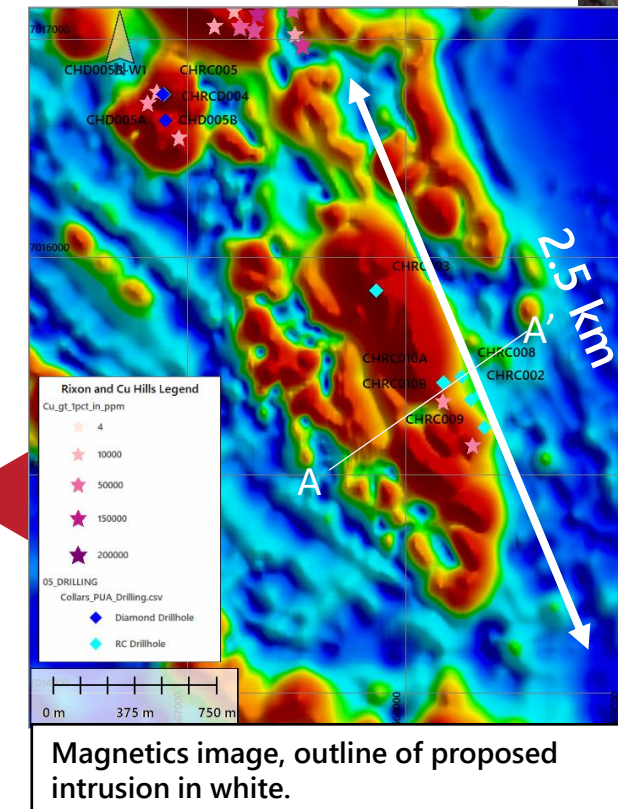 7017000
CHD005B-W1
CHRC005
CHRCD004
CHD005A
CHD005B
7016000
2.5 km
A'
CHRC010A
CHRC008
CHRC010B
CHRC002
CHRC009
A
Rixon and Cu Hills Legend
Cu_gt_1pct_in_ppm
4
10000
50000
150000
200000
05_DRILLING
Collars_PUA_Drilling.csv
Diamond Drillhole
RC Drillhole
0 m 375 m 750 m
Magnetics image, outline of proposed
intrusion in white.